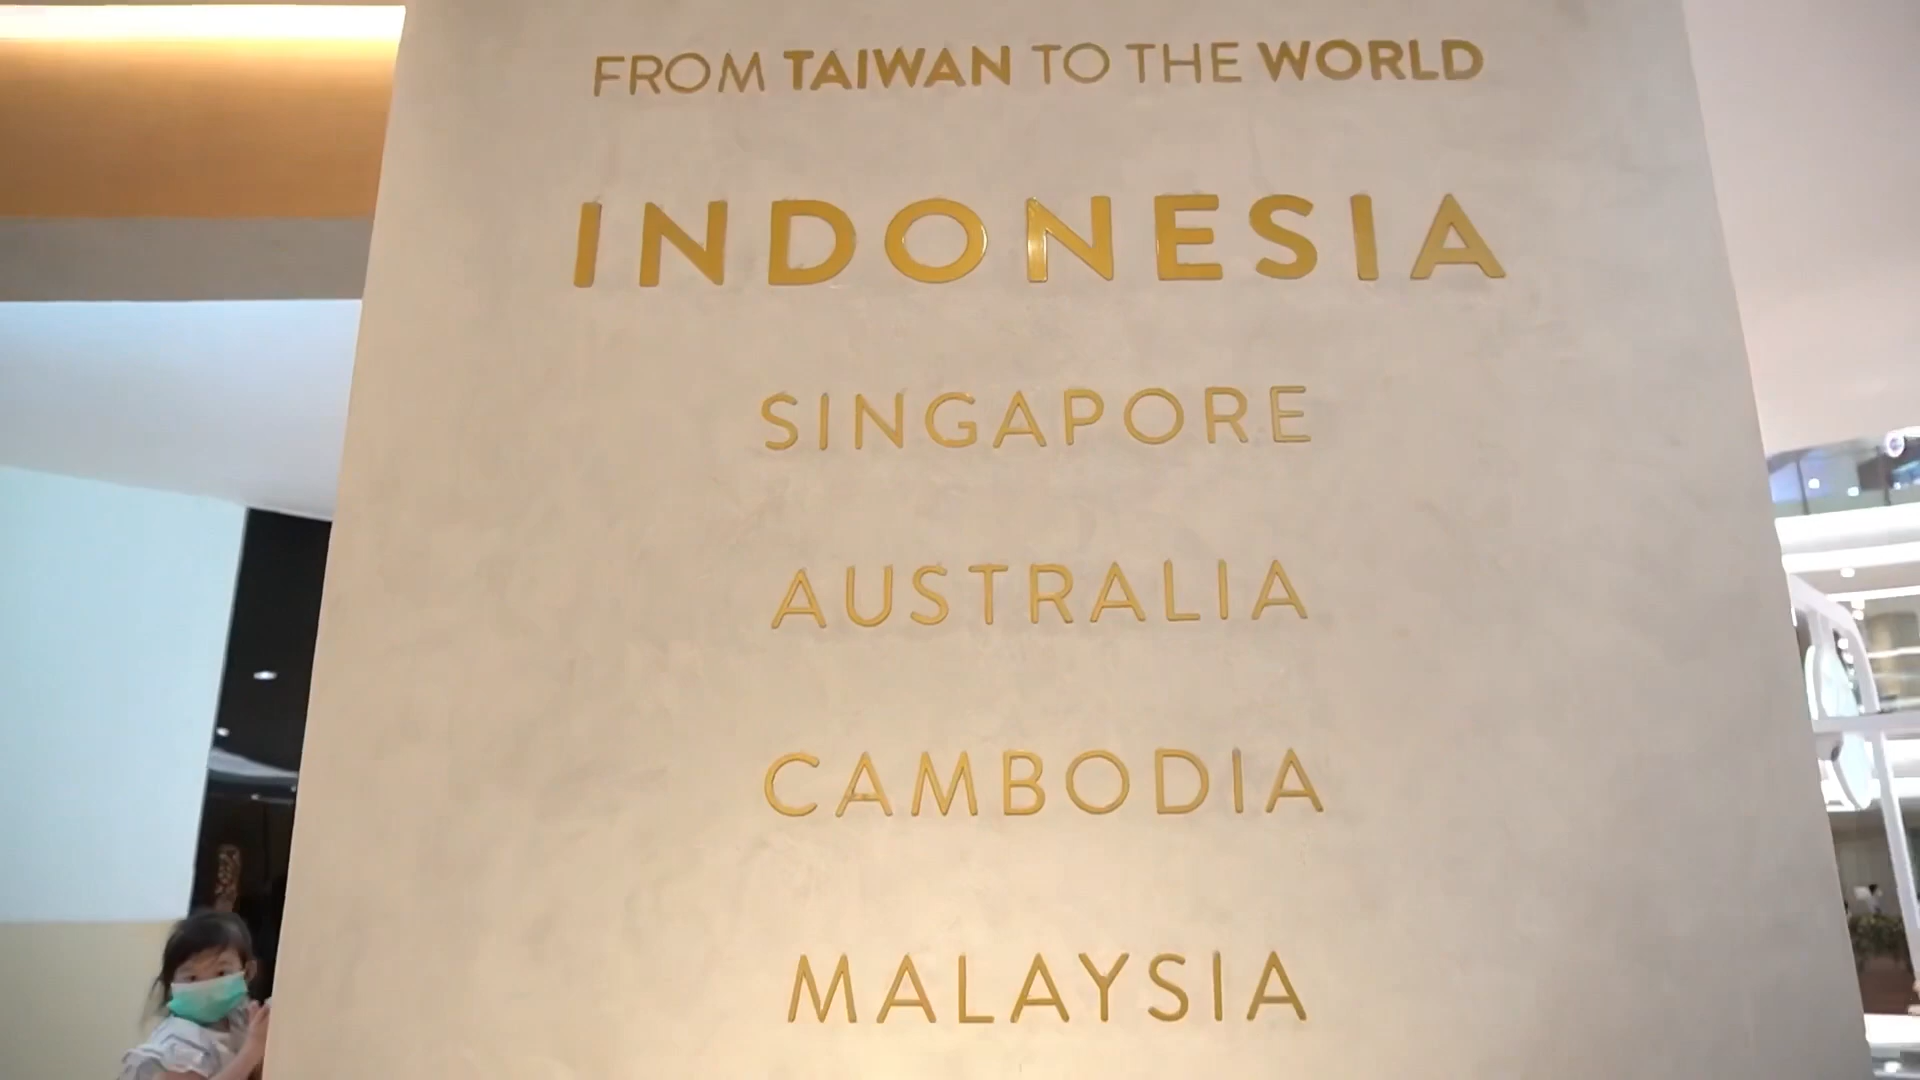 FROM TAIWAN TO THE WORLD
INDONESIA
SINGAPORE
AUSTRALIA
CAMBODIA
MALAYSIA